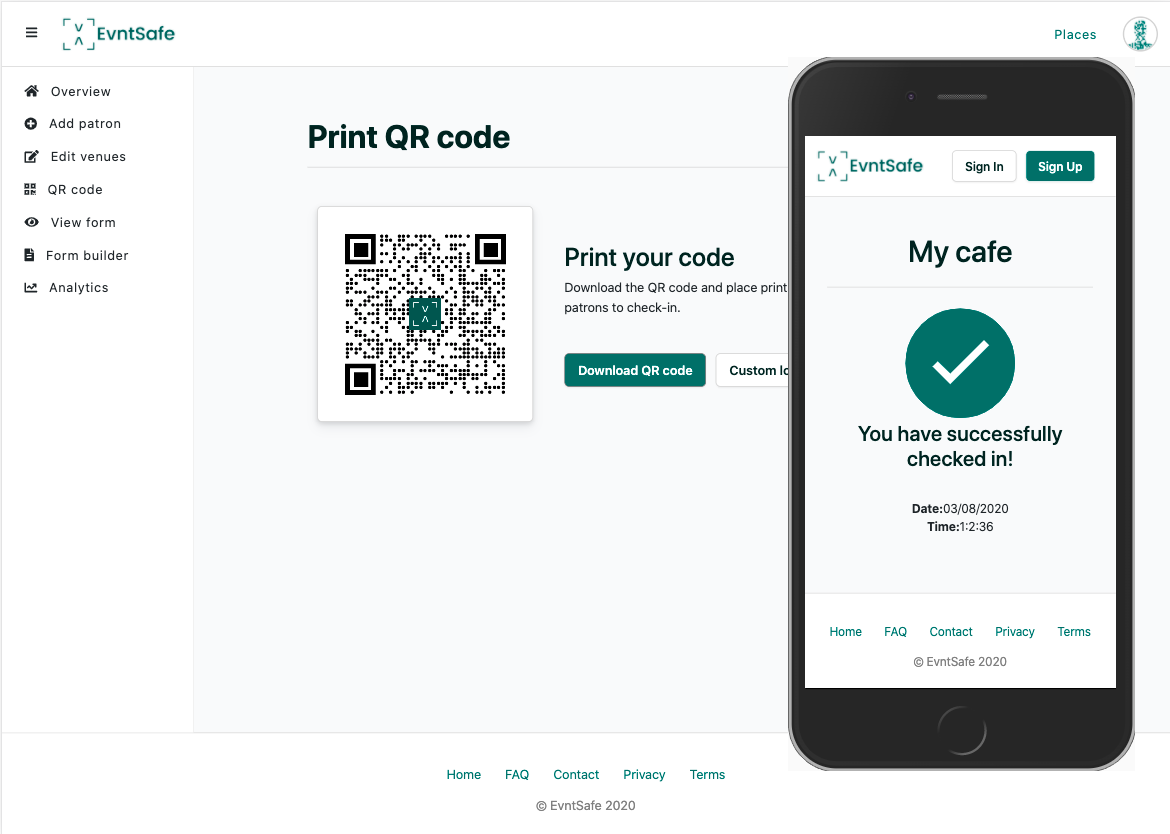 EvntSafe
Places
Overview
Add patron
Edit venues
QR code
View form
Form builder
Analytics
Print QR code
Print your code
Download the QR code and place print
patrons to check-in.
Download QR code
Custom lo
Home FAQ Contact Privacy Terms
© EvntSafe 2020
EvntSafe
Sign In
Sign Up
My cafe
You have successfully
checked in!
Date:03/08/2020
Time:1:2:36
Home FAQ Contact Privacy Terms
© EvntSafe 2020